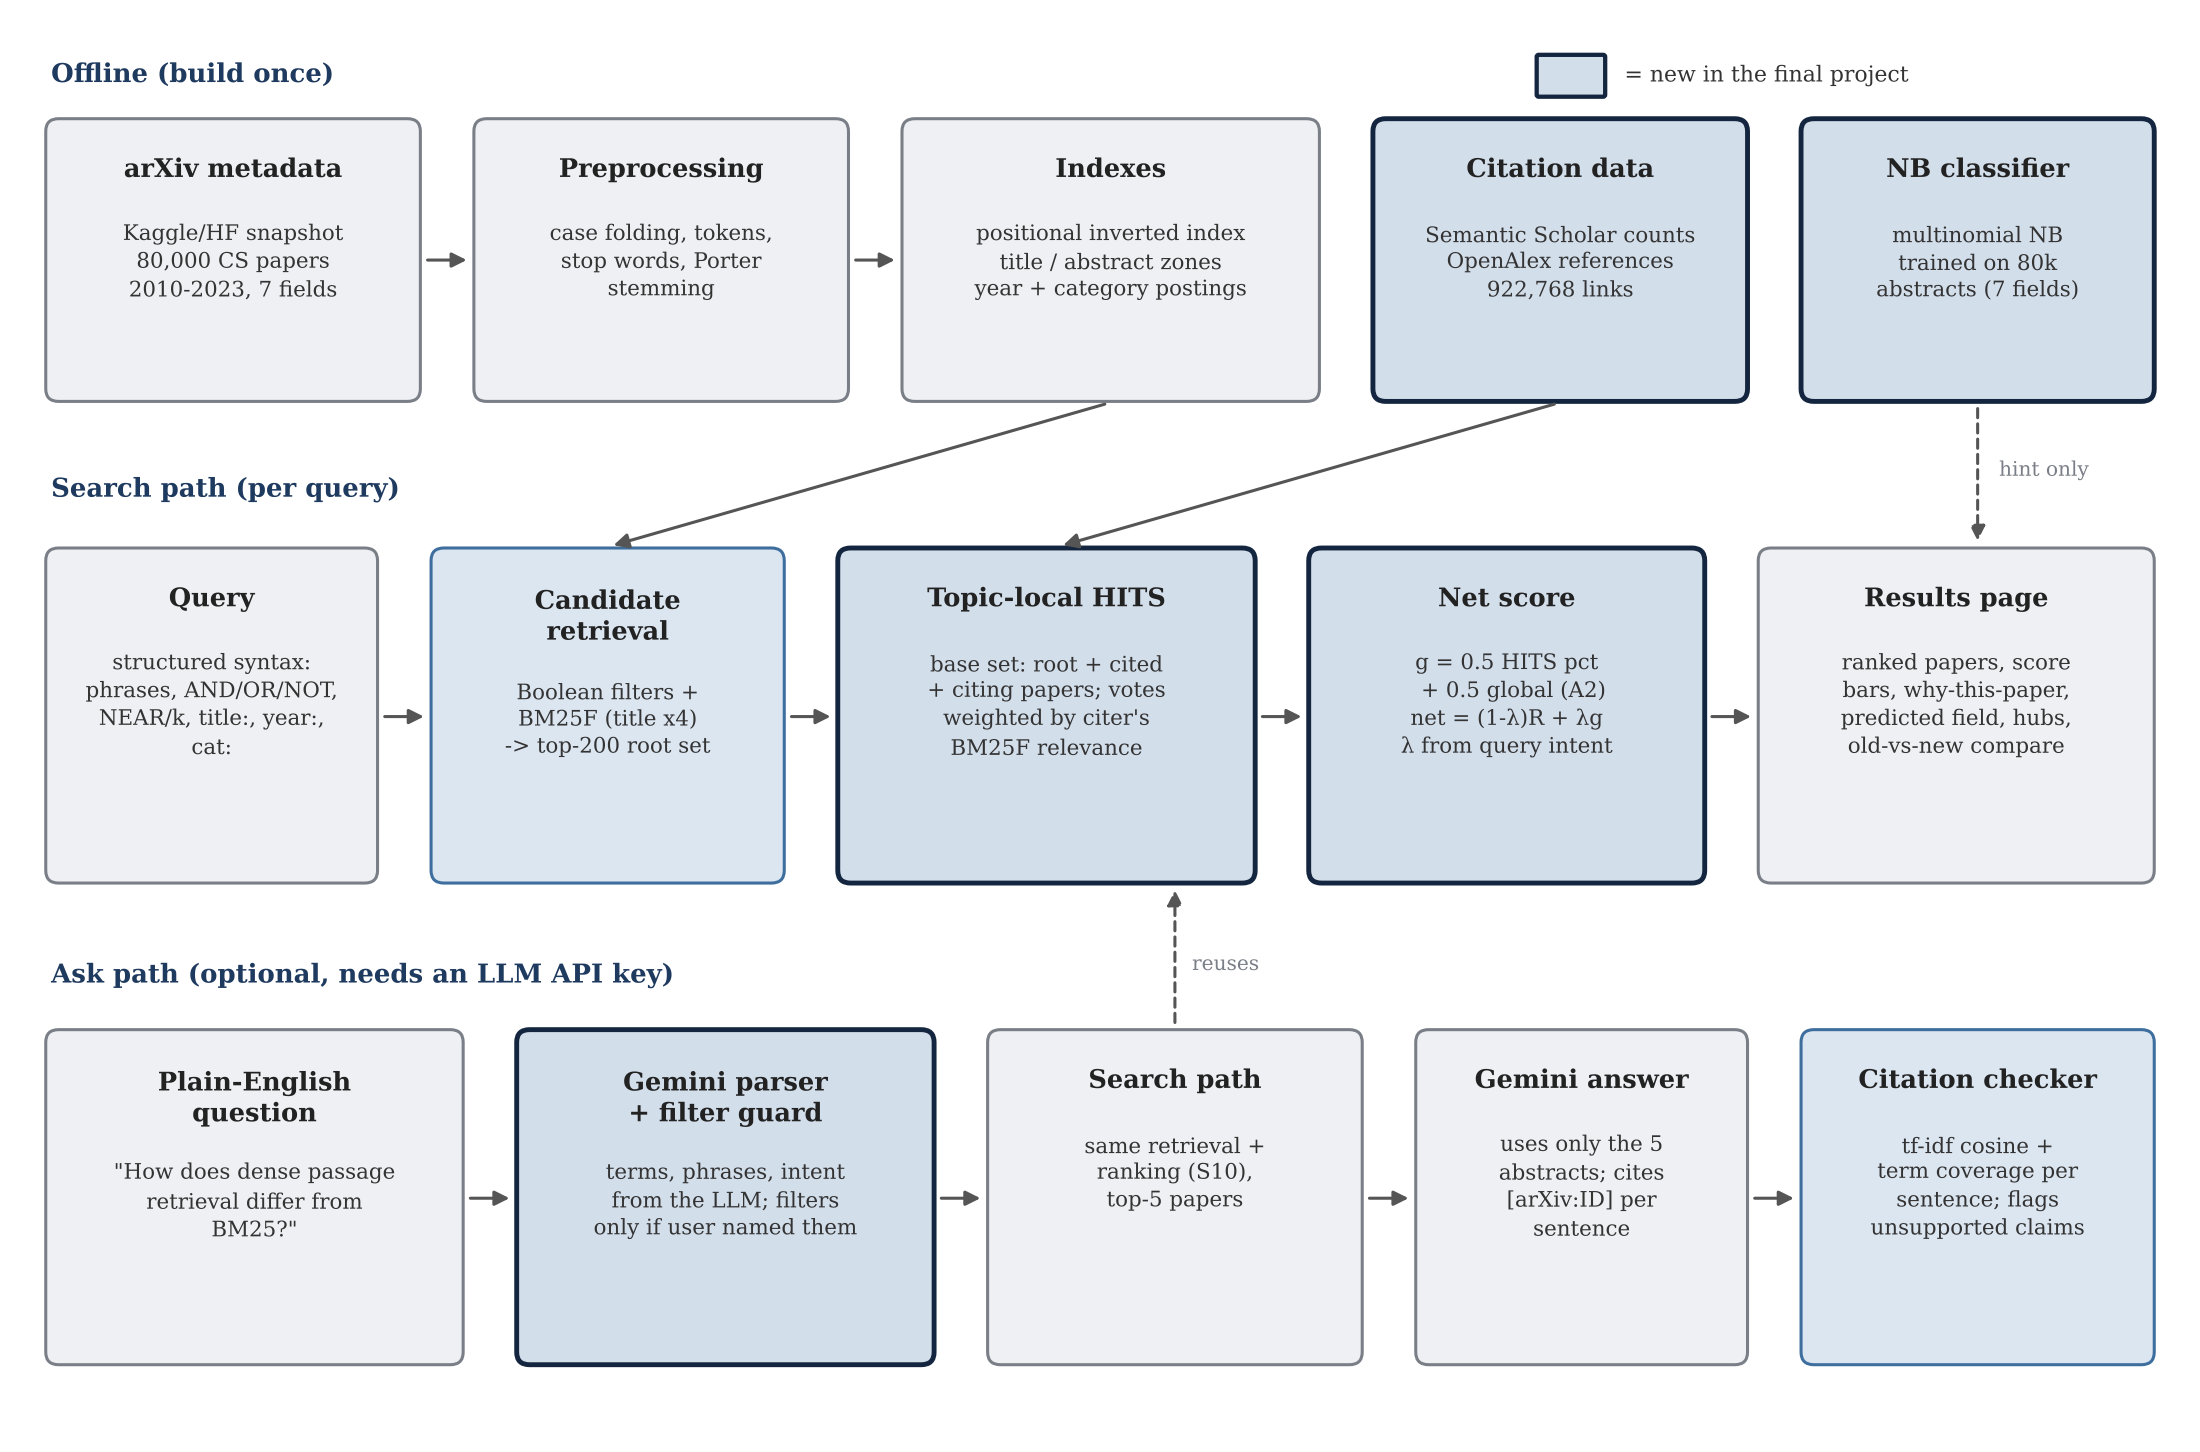 Offline (build once)
= new in the final project
arXiv metadata
Kaggle/HF snapshot
80,000 CS papers
2010-2023, 7 fields
Preprocessing
case folding, tokens,
stop words, Porter
stemming
Indexes
positional inverted index
title / abstract zones
year + category postings
Citation data
Semantic Scholar counts
OpenAlex references
922,768 links
NB classifier
multinomial NB
trained on 80k
abstracts (7 fields)
hint only
Search path (per query)
Query
structured syntax:
phrases, AND/OR/NOT,
NEAR/k, title:, year:,
cat:
Candidate
retrieval
Boolean filters +
BM25F (title x4)
-> top-200 root set
Topic-local HITS
base set: root + cited
+ citing papers; votes
weighted by citer's
BM25F relevance
Net score
g = 0.5 HITS pct
+ 0.5 global (A2)
net = (1-λ)R + λg
λ from query intent
Results page
ranked papers, score
bars, why-this-paper,
predicted field, hubs,
old-vs-new compare
reuses
Ask path (optional, needs an LLM API key)
Plain-English
question
"How does dense passage
retrieval differ from
BM25?"
Gemini parser
+ filter guard
terms, phrases, intent
from the LLM; filters
only if user named them
Search path
same retrieval +
ranking (S10),
top-5 papers
Gemini answer
uses only the 5
abstracts; cites
[arXiv:ID] per
sentence
Citation checker
tf-idf cosine +
term coverage per
sentence; flags
unsupported claims